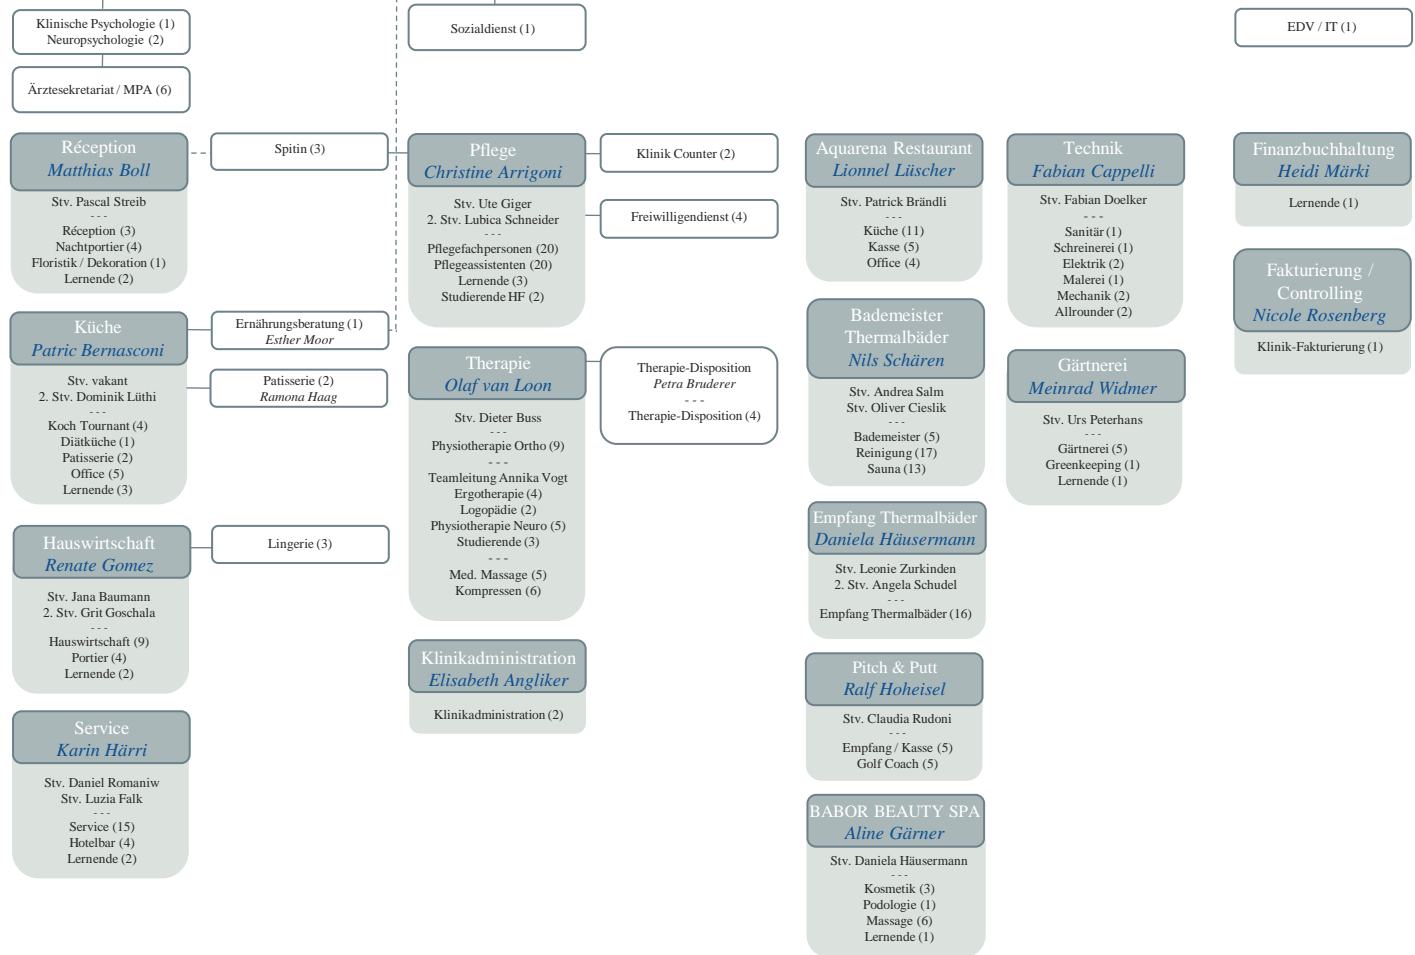 Klinische Psychologie (1)
Neuropsychologie (2)
Ärztesekretariat / MPA (6)
Réception
Matthias Boll
Stv. Pascal Streib
- - -
Réception (3)
Nachtportier (4)
Floristik / Dekoration (1)
Lernende (2)
Spitin (3)
Küche
Patric Bernasconi
Stv. vakant
2. Stv. Dominik Lüthi
- - -
Koch Tournant (4)
Diätküche (1)
Patisserie (2)
Office (5)
Lernende (3)
Ernährungsberatung (1)
Esther Moor
Patisserie (2)
Ramona Haag
Hauswirtschaft
Renate Gomez
Stv. Jana Baumann
2. Stv. Grit Goschala
- - -
Hauswirtschaft (9)
Portier (4)
Lernende (2)
Lingerie (3)
Service
Karin Härri
Stv. Daniel Romaniw
Stv. Luzia Falk
- - -
Service (15)
Hotelbar (4)
Lernende (2)
Sozialdienst (1)
Pflege
Christine Arrigoni
Stv. Ute Giger
2. Stv. Lubica Schneider
- - -
Pflegefachpersonen (20)
Pflegeassistenten (20)
Lernende (3)
Studierende HF (2)
Klinik Counter (2)
Freiwilligendienst (4)
Therapie
Olaf van Loon
Stv. Dieter Buss
- - -
Physiotherapie Ortho (9)
- - -
Teamleitung Annika Vogt
Ergotherapie (4)
Logopädie (2)
Physiotherapie Neuro (5)
Studierende (3)
- - -
Med. Massage (5)
Kompressen (6)
Therapie-Disposition
Petra Bruderer
- - -
Therapie-Disposition (4)
Klinikadministration
Elisabeth Angliker
Klinikadministration (2)
Aquarena Restaurant
Lionnel Lüscher
Stv. Patrick Brändli
- - -
Küche (11)
Kasse (5)
Office (4)
Bademeister
Thermalbäder
Nils Schären
Stv. Andrea Salm
Stv. Oliver Cieslik
- - -
Bademeister (5)
Reinigung (17)
Sauna (13)
Empfang Thermalbäder
Daniela Häusermann
Stv. Leonie Zurkinden
2. Stv. Angela Schudel
- - -
Empfang Thermalbäder (16)
Pitch & Putt
Ralf Hoheisel
Stv. Claudia Rudoni
- - -
Empfang / Kasse (5)
Golf Coach (5)
BABOR BEAUTY SPA
Aline Gärner
Stv. Daniela Häusermann
- - -
Kosmetik (3)
Podologie (1)
Massage (6)
Lernende (1)
Technik
Fabian Cappelli
Stv. Fabian Doelker
- - -
Sanitär (1)
Schreinerei (1)
Elektrik (2)
Malerei (1)
Mechanik (2)
Allrounder (2)
Gärtnerei
Meinrad Widmer
Stv. Urs Peterhans
- - -
Gärtnerei (5)
Greenkeeping (1)
Lernende (1)
EDV / IT (1)
Finanzbuchhaltung
Heidi Märki
Lernende (1)
Fakturierung /
Controlling
Nicole Rosenberg
Klinik-Fakturierung (1)